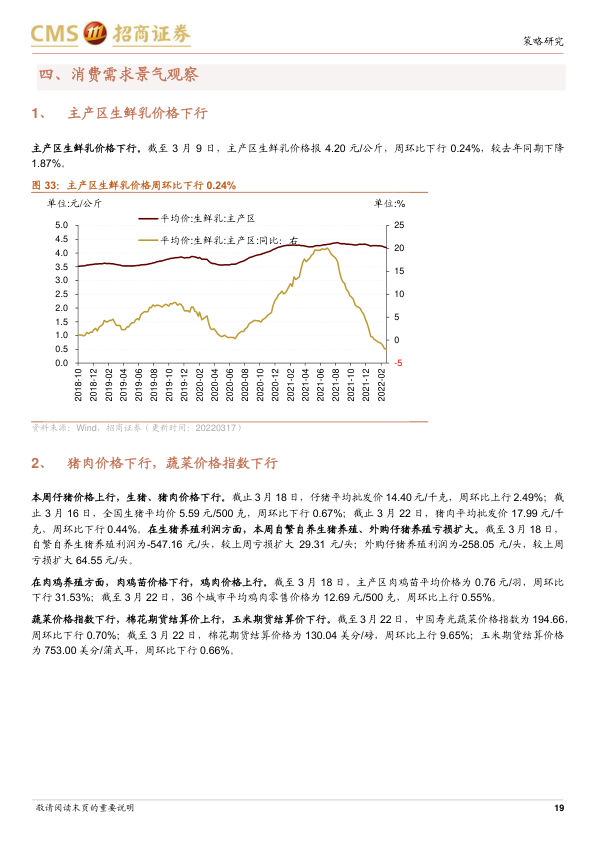 CMS 招商证券
策略研究
四、消费需求景气观察
1、 主产区生鲜乳价格下行
主产区生鲜乳价格下行。截至 3 月 9 日，主产区生鲜乳价格报 4.20 元/公斤，周环比下行 0.24%，较去年同期下降
1.87%。
图 33：主产区生鲜乳价格周环比下行 0.24%
单位:元/公斤 单位:%
平均价:生鲜乳:主产区
平均价:生鲜乳:主产区:同比：右
5.0 25
4.5 20
4.0
3.5 15
3.0
2.5 10
2.0
1.5 5
1.0 0
0.5
0.0 -5
2018-10 2018-12 2019-02 2019-04 2019-06 2019-08 2019-10 2019-12 2020-02 2020-04 2020-06 2020-08 2020-10 2020-12 2021-02 2021-04 2021-06 2021-08 2021-10 2021-12 2022-02
资料来源：Wind，招商证券（更新时间：20220317）
2、 猪肉价格下行，蔬菜价格指数下行
本周仔猪价格上行，生猪、猪肉价格下行。截止 3 月 18 日，仔猪平均批发价 14.40 元/千克，周环比上行 2.49%；截
止 3 月 16 日，全国生猪平均价 5.59 元/500 克，周环比下行 0.67%；截止 3 月 22 日，猪肉平均批发价 17.99 元/千
克，周环比下行 0.44%。在生猪养殖利润方面，本周自繁自养生猪养殖、外购仔猪养殖亏损扩大。截至 3 月 18 日，
自繁自养生猪养殖利润为-547.16 元/头，较上周亏损扩大 29.31 元/头；外购仔猪养殖利润为-258.05 元/头，较上周
亏损扩大 64.55 元/头。
在肉鸡养殖方面，肉鸡苗价格下行，鸡肉价格上行。截至 3 月 18 日，主产区肉鸡苗平均价格为 0.76 元/羽，周环比
下行 31.53%；截至 3 月 22 日，36 个城市平均鸡肉零售价格为 12.69 元/500 克，周环比上行 0.55%。
蔬菜价格指数下行，棉花期货结算价上行，玉米期货结算价下行。截至 3 月 22 日，中国寿光蔬菜价格指数为 194.66，
周环比下行 0.70%；截至 3 月 22 日，棉花期货结算价格为 130.04 美分/磅，周环比上行 9.65%；玉米期货结算价格
为 753.00 美分/蒲式耳，周环比下行 0.66%。
敬请阅读末页的重要说明 19